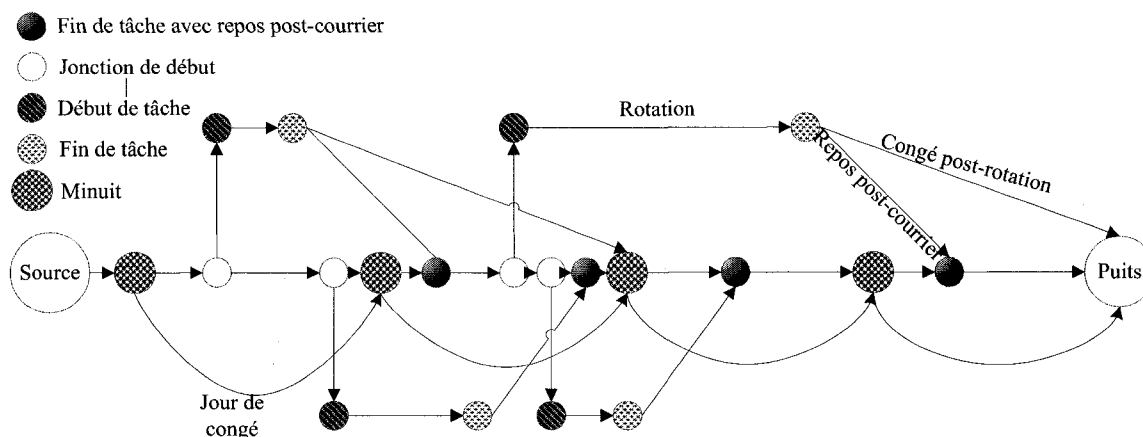 Fin de tâche avec repos post-courrier
Jonction de début
Début de tâche
Fin de tâche
Minuit
Rotation
Congé post-rotation
Repos post-courrier
Source
Puits
Jour de
congé